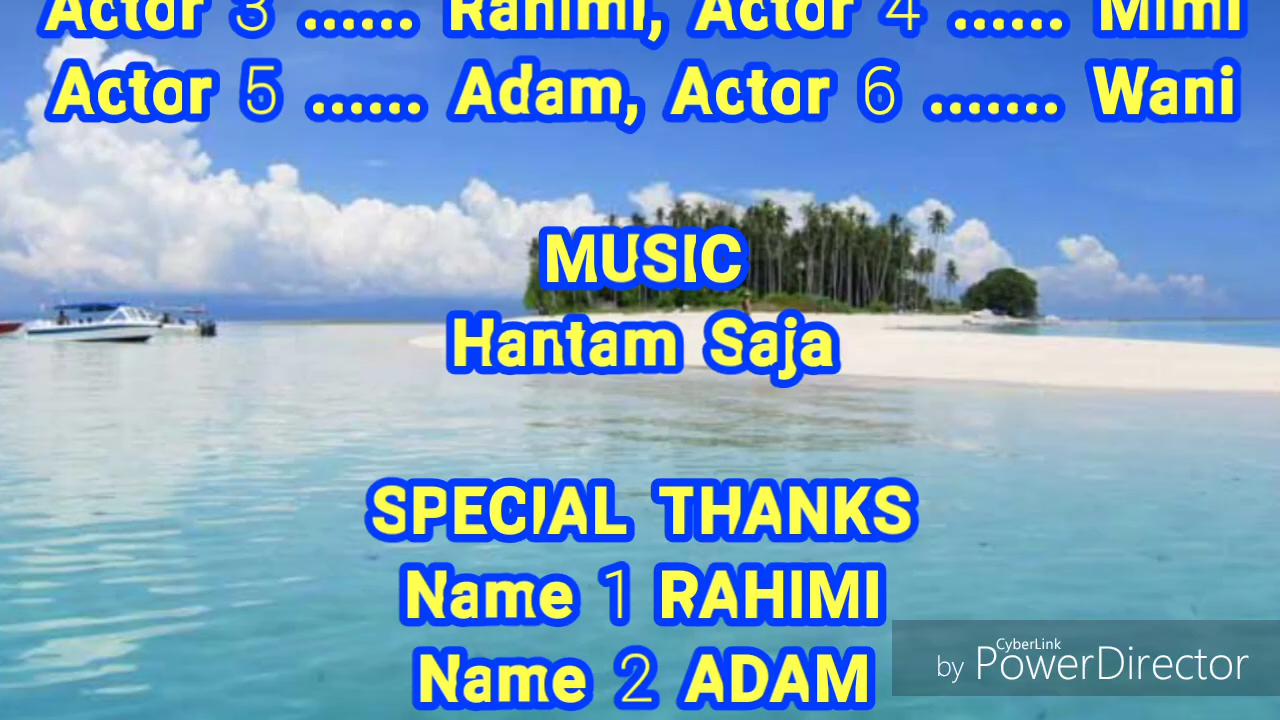 Actor 3 ...... Rahimi, Actor 4 ...... Mimi
Actor 5 ...... Adam, Actor 6 ....... Wani
MUSIC
Hantam Saja
SPECIAL THANKS
Name 1 RAHIMI
Name 2 ADAM
by CyberLink PowerDirector